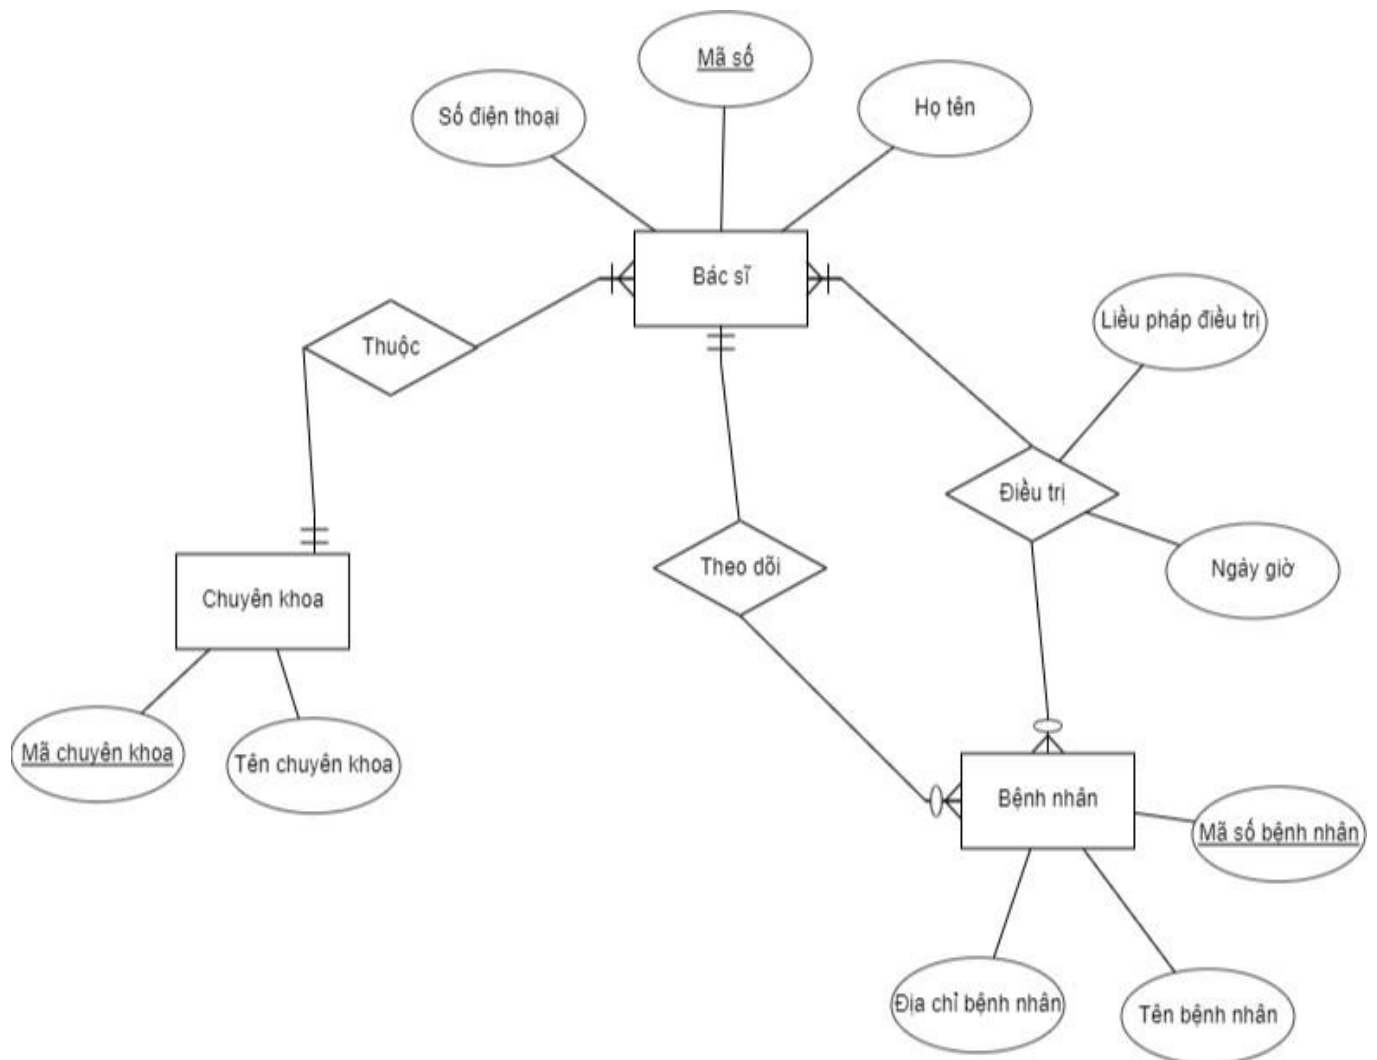 Mã số
Số điện thoại
Họ tên
Bác sĩ
Liều pháp điều trị
Thuộc
Điều trị
Theo dõi
Ngày giờ
Chuyên khoa
Mã chuyên khoa
Tên chuyên khoa
Bệnh nhân
Mã số bệnh nhân
Địa chỉ bệnh nhân
Tên bệnh nhân